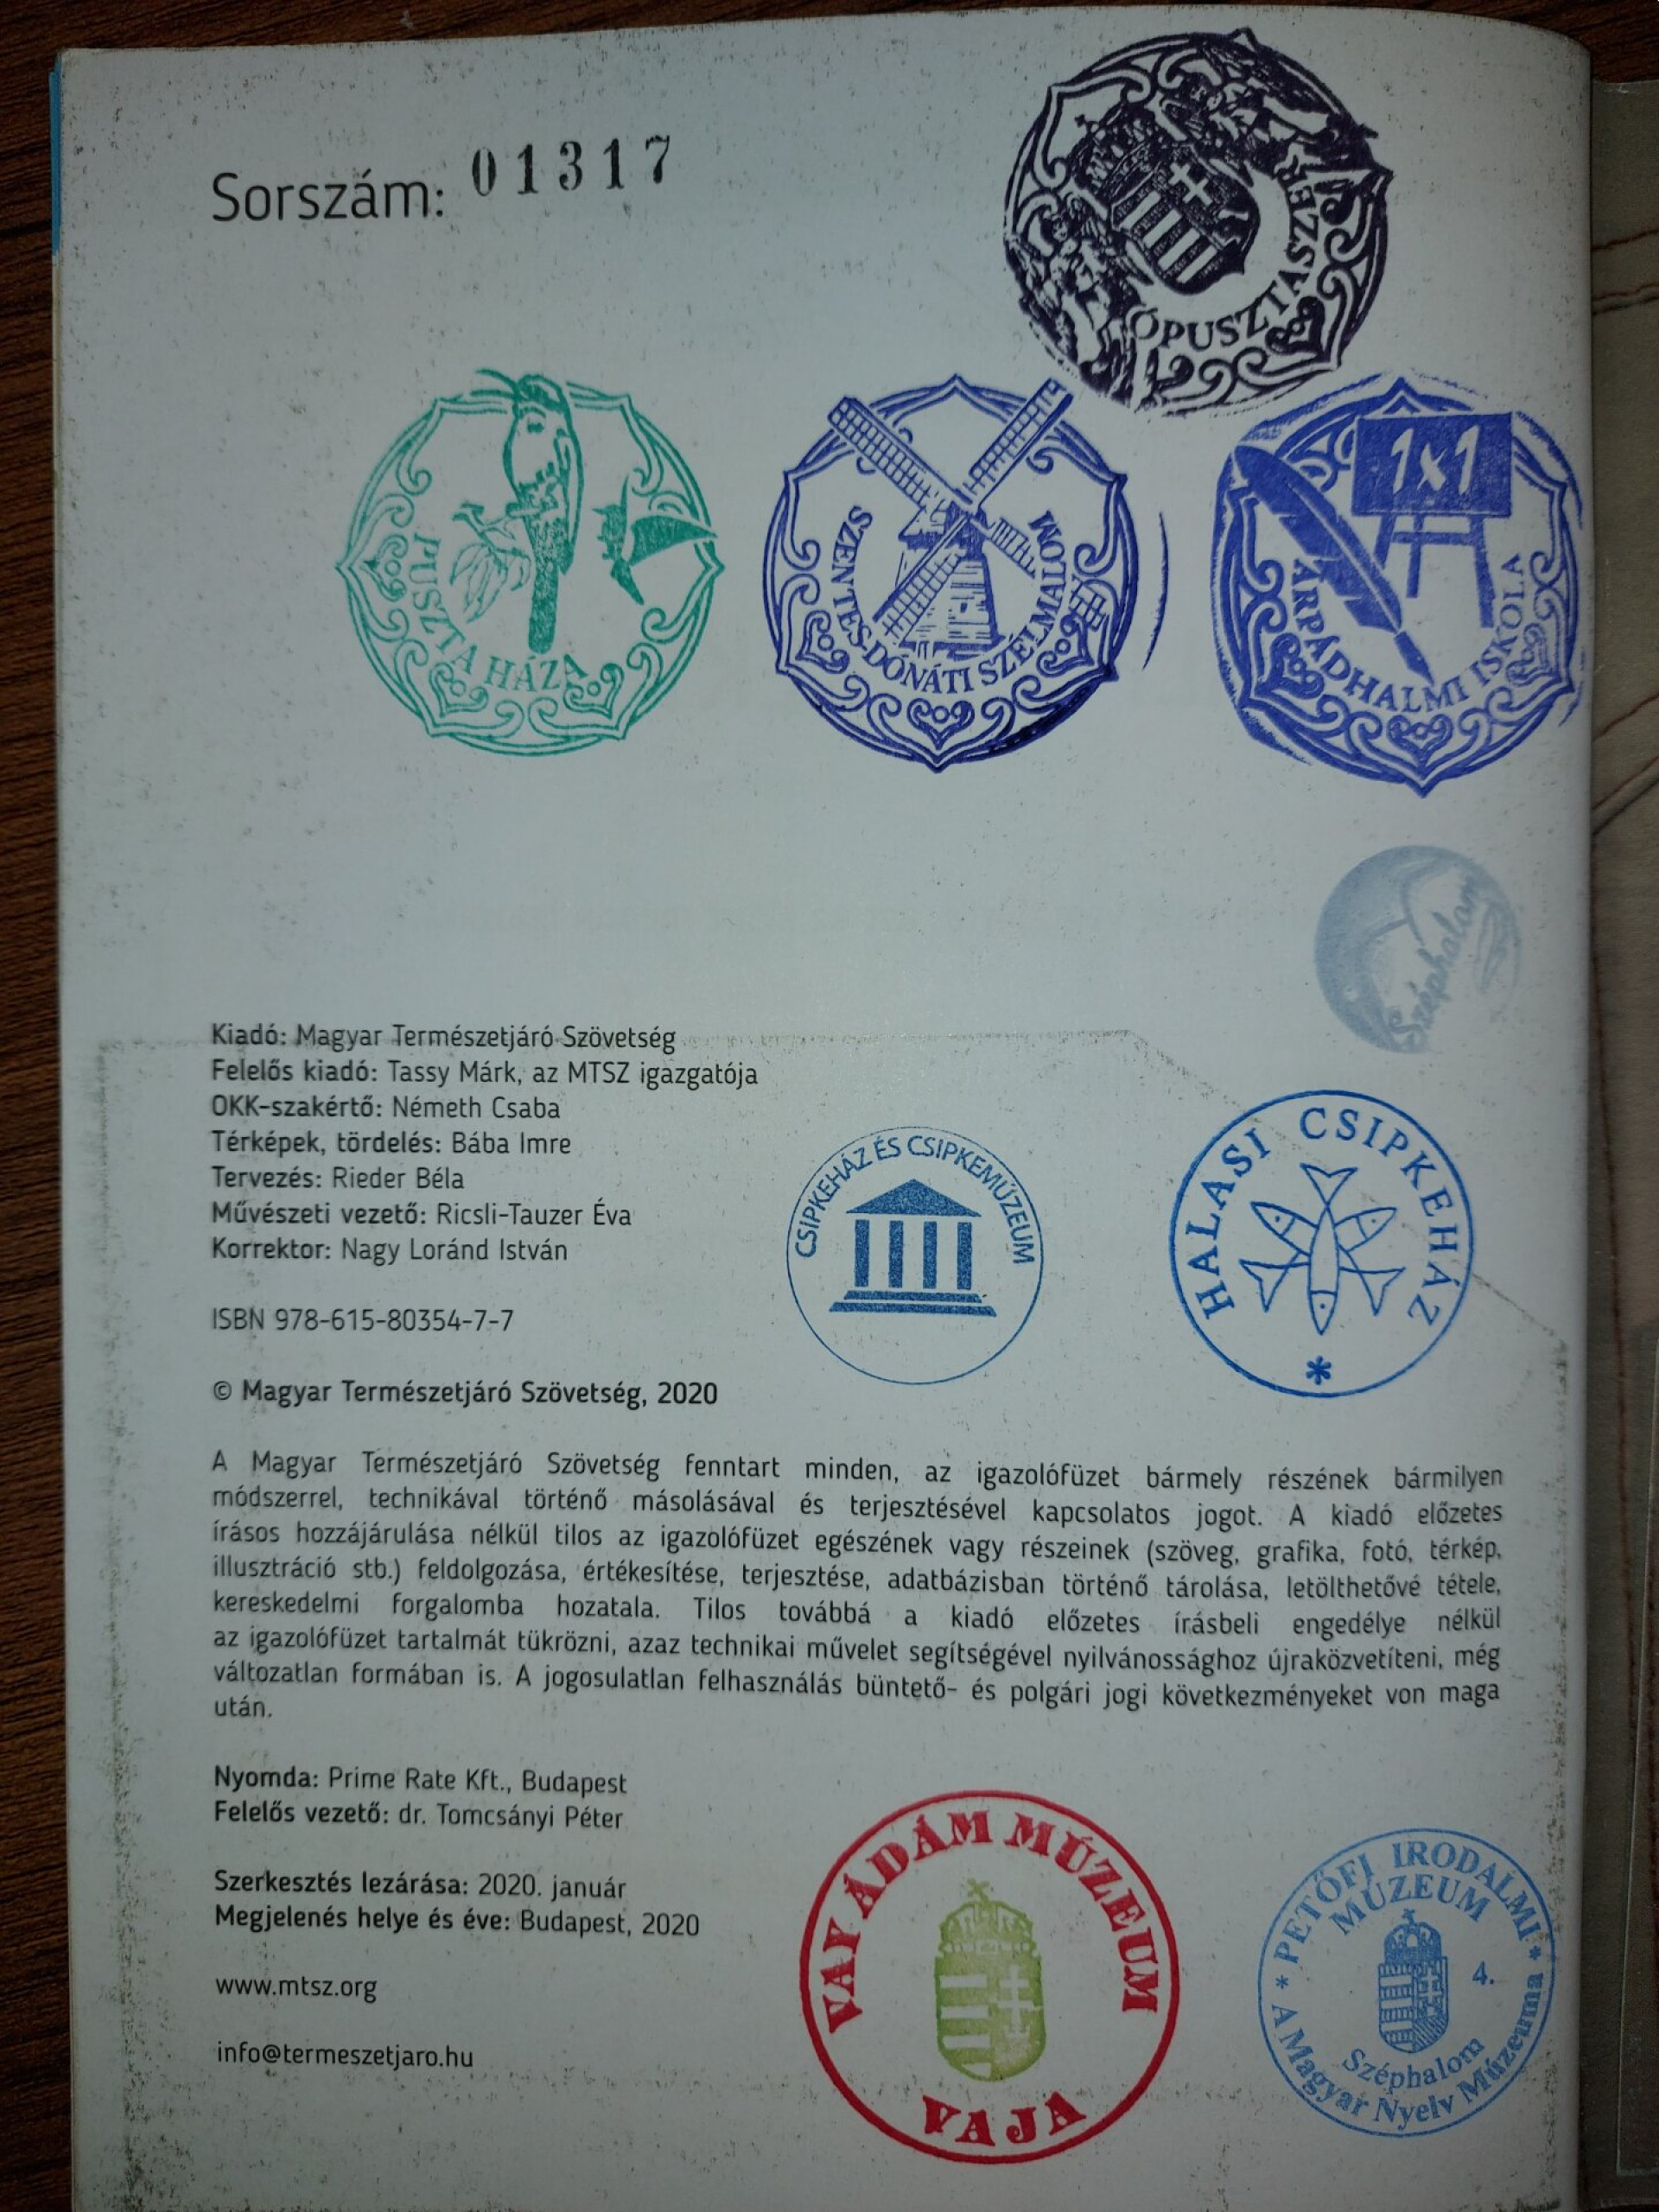 Sorszám: 01317
ÓPUSZTASZER
PUSZTA HÁZA
SZENTES-DÓNÁTI SZÉLMALOM
1x1
ÁRPÁDHALMI ISKOLA
Széphalom
Kiadó: Magyar Természetjáró Szövetség
Felelős kiadó: Tassy Márk, az MTSZ igazgatója
OKK-szakértő: Németh Csaba
Térképek, tördelés: Bába Imre
Tervezés: Rieder Béla
Művészeti vezető: Ricsli-Tauzer Éva
Korrektor: Nagy Loránd István
CSIPKEHÁZ ÉS CSIPKEMÚZEUM
HALASI CSIPKEHÁZ
*
ISBN 978-615-80354-7-7
© Magyar Természetjáró Szövetség, 2020
A Magyar Természetjáró Szövetség fenntart minden, az igazolófüzet bármely részének bármilyen
módszerrel, technikával történő másolásával és terjesztésével kapcsolatos jogot. A kiadó előzetes
írásos hozzájárulása nélkül tilos az igazolófüzet egészének vagy részeinek (szöveg, grafika, fotó, térkép,
illusztráció stb.) feldolgozása, értékesítése, terjesztése, adatbázisban történő tárolása, letölthetővé tétele,
kereskedelmi forgalomba hozatala. Tilos továbbá a kiadó előzetes írásbeli engedélye nélkül
az igazolófüzet tartalmát tükrözni, azaz technikai művelet segítségével nyilvánossághoz újraközvetíteni, még
változatlan formában is. A jogosulatlan felhasználás büntető- és polgári jogi következményeket von maga
után.
Nyomda: Prime Rate Kft., Budapest
Felelős vezető: dr. Tomcsányi Péter
Szerkesztés lezárása: 2020. január
Megjelenés helye és éve: Budapest, 2020
www.mtsz.org
info@termeszetjaro.hu
VAY ÁDÁM MÚZEUM
VAJA
* PETŐFI IRODALMI *
MÚZEUM
4.
Széphalom
A Magyar Nyelv Múzeuma